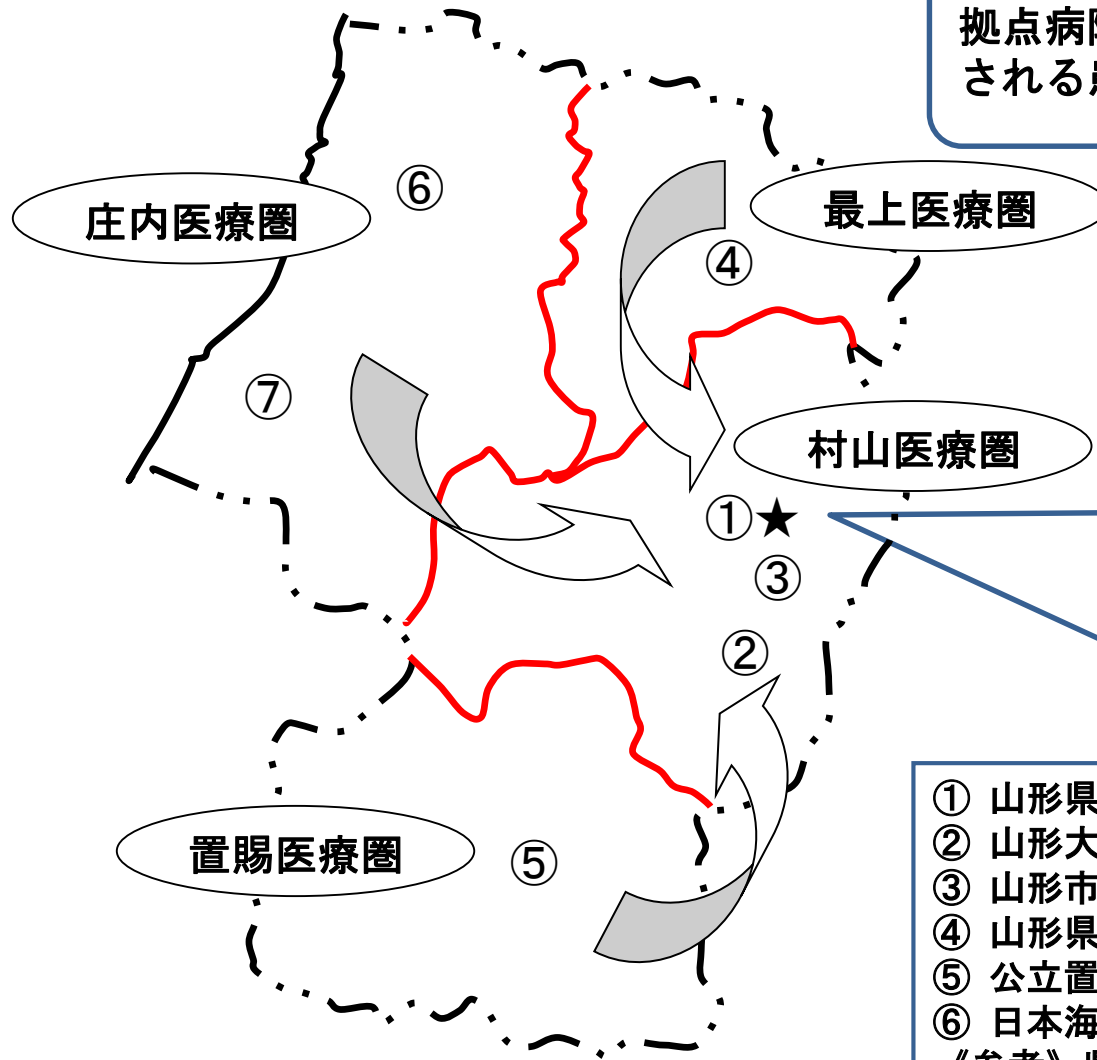 拠点病
される
庄内医療圏
⑥
最上医療圏
④
⑦
村山医療圏
①★
③
②
置賜医療圏
⑤
① 山形県
② 山形大
③ 山形市
④ 山形県
⑤ 公立置
⑥ 日本海